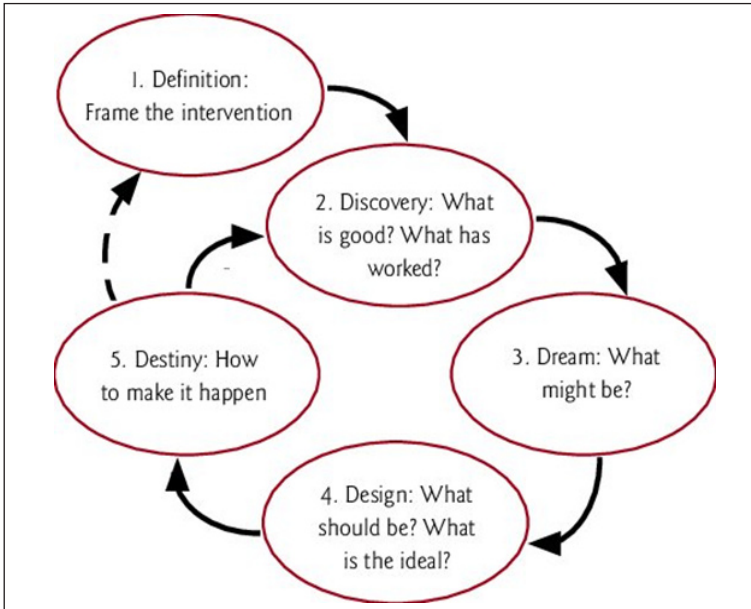 1. Definition:
Frame the intervention
2. Discovery: What
is good? What has
worked?
3. Dream: What
might be?
4. Design: What
should be? What
is the ideal?
5. Destiny: How
to make it happen